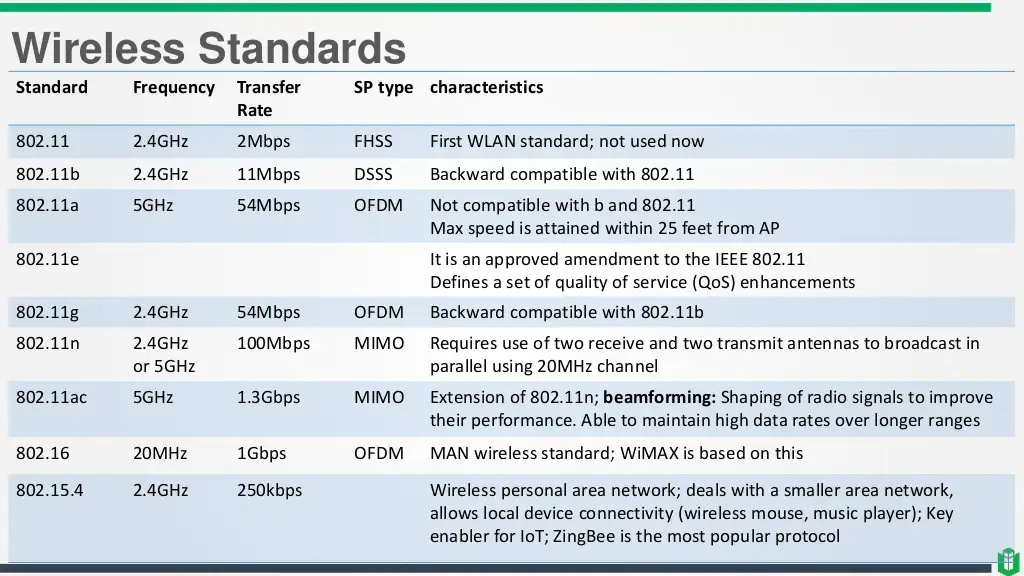 Wireless Standards
Standard Frequency Transfer Rate SP type characteristics
802.11 2.4GHz 2Mbps FHSS First WLAN standard; not used now
802.11b 2.4GHz 11Mbps DSSS Backward compatible with 802.11
802.11a 5GHz 54Mbps OFDM Not compatible with b and 802.11
Max speed is attained within 25 feet from AP
802.11e It is an approved amendment to the IEEE 802.11
Defines a set of quality of service (QoS) enhancements
802.11g 2.4GHz 54Mbps OFDM Backward compatible with 802.11b
802.11n 2.4GHz or 5GHz 100Mbps MIMO Requires use of two receive and two transmit antennas to broadcast in
parallel using 20MHz channel
802.11ac 5GHz 1.3Gbps MIMO Extension of 802.11n; beamforming: Shaping of radio signals to improve
their performance. Able to maintain high data rates over longer ranges
802.16 20MHz 1Gbps OFDM MAN wireless standard; WiMAX is based on this
802.15.4 2.4GHz 250kbps Wireless personal area network; deals with a smaller area network,
allows local device connectivity (wireless mouse, music player); Key
enabler for IoT; ZingBee is the most popular protocol